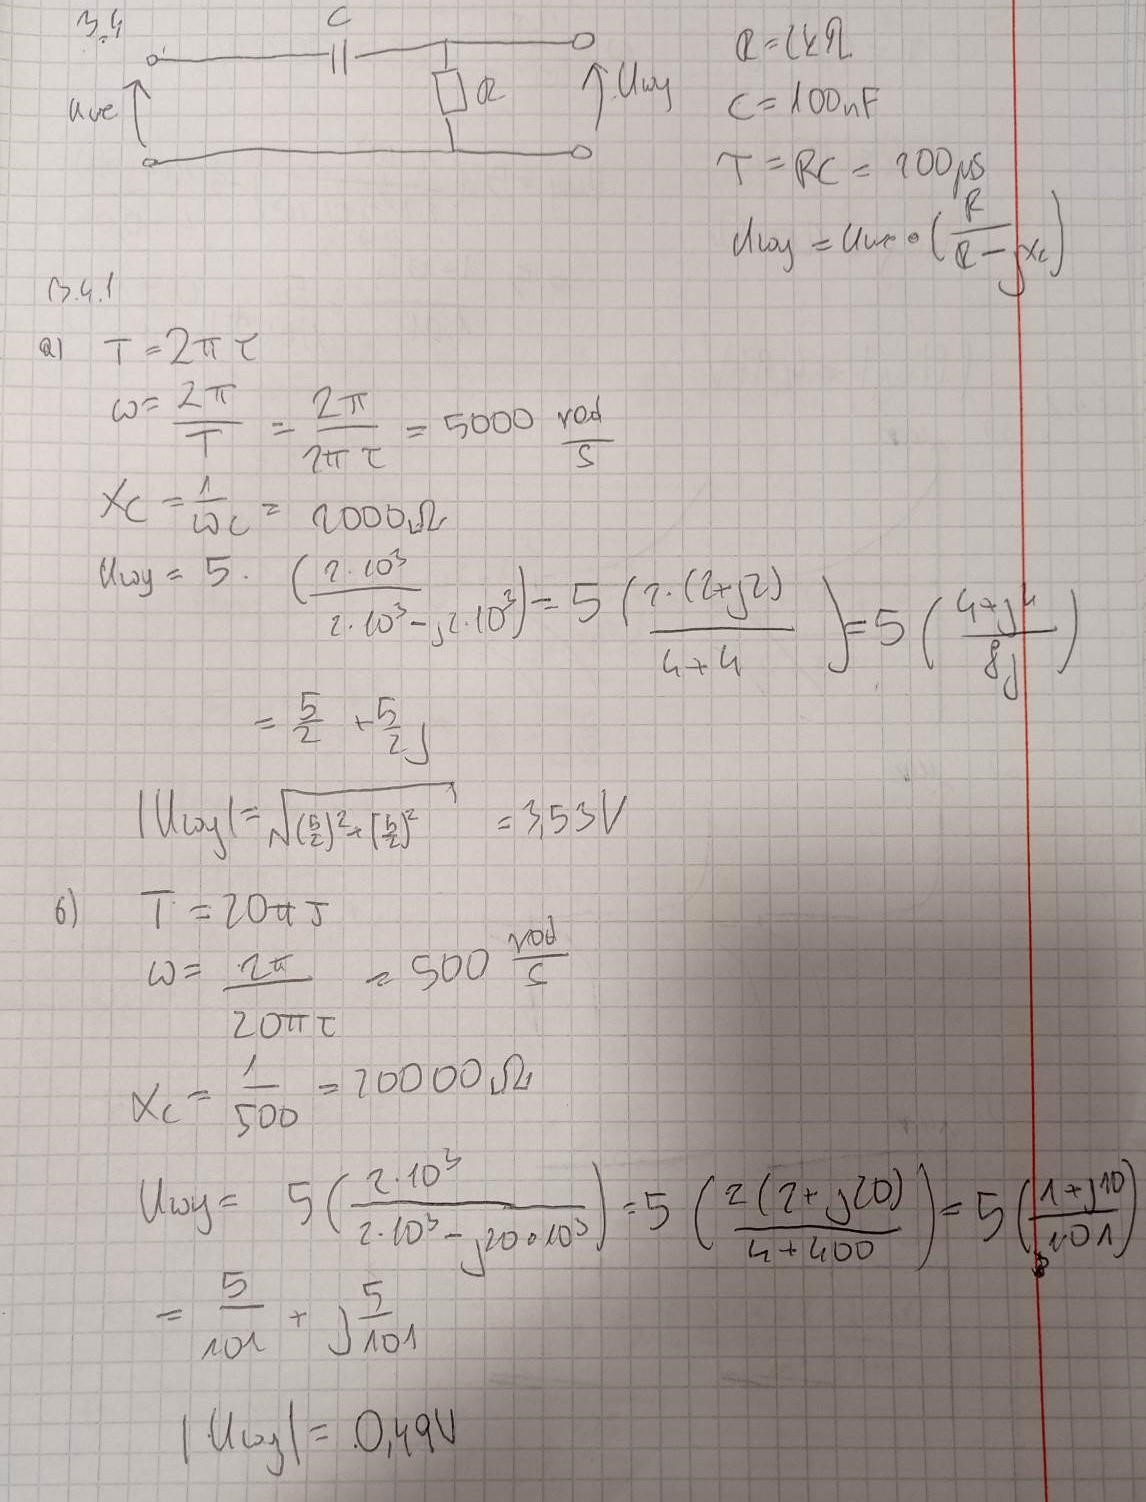 3.4
C
R
Uwe
Uwy
R = 2kΩ
C = 100nF
T = RC = 200μs
Uwy = Uwe • (R / (R - jXc))
3.4.1
a) T = 2πτ
ω = 2π/T = 2π/2πτ = 5000 rad/s
Xc = 1/ωc = 2000Ω
Uwy = 5 · (2·10³ / (2·10³ - j2·10³)) = 5 (2·(2+j2) / (4+4)) = 5 ((4+j4) / 8j)
= 5/2 + 5/2 j
|Uwy| = √((5/2)² + (5/2)²) = 3,53V
б) T = 20πτ
ω = 2π/20πτ = 500 rad/s
Xc = 1/500 = 20000Ω
Uwy = 5 (2·10³ / (2·10³ - j20•10³)) = 5 (2(2+j20) / (4+400)) = 5 ((1+j10) / 101)
= 5/101 + j 5/101
|Uwy| = 0,49V